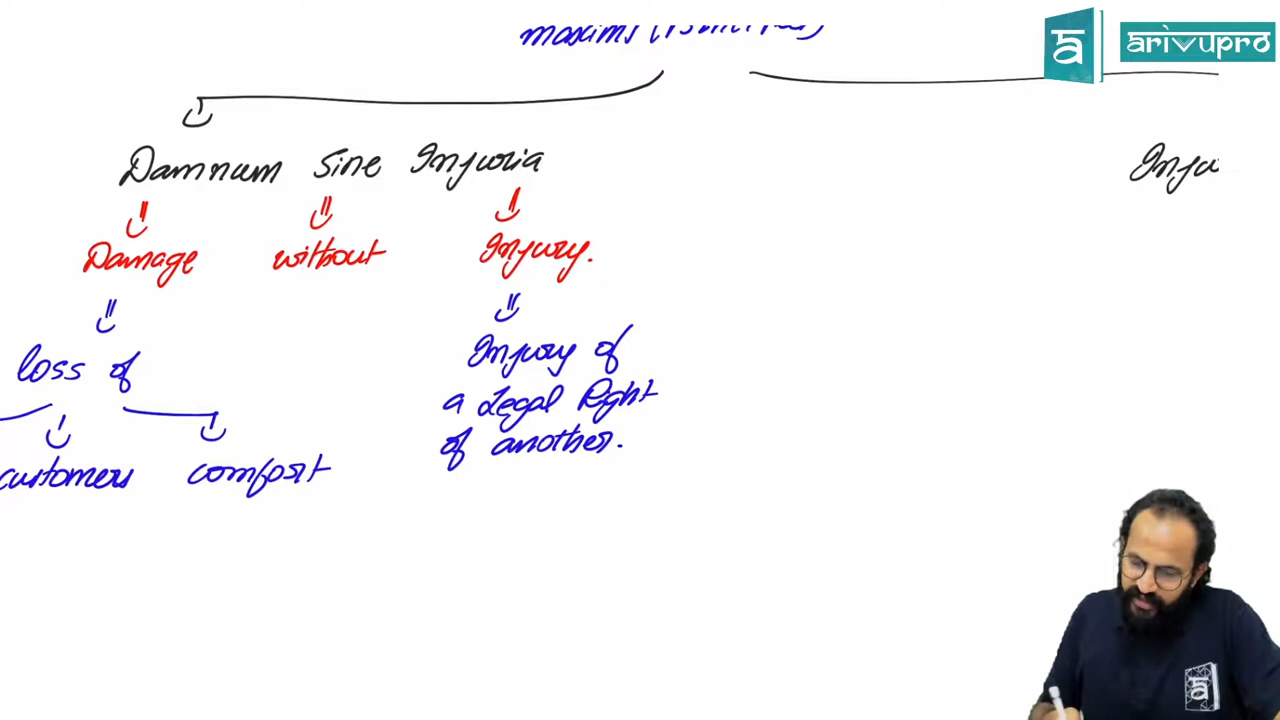 arivupro
Damnum Sine Injuria
Damage without Injury.
loss of
Injury of
a Legal Right
of another.
customers comfort